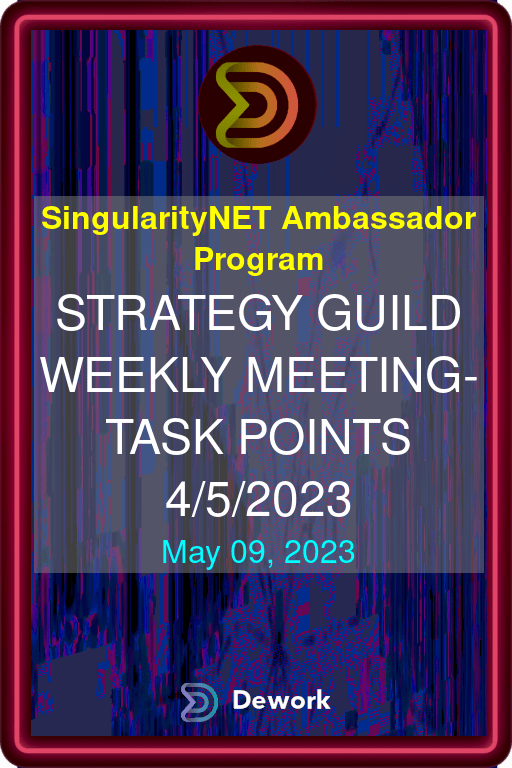 SingularityNET Ambassador
Program
STRATEGY GUILD
WEEKLY MEETING-
TASK POINTS
4/5/2023
May 09, 2023
Dework